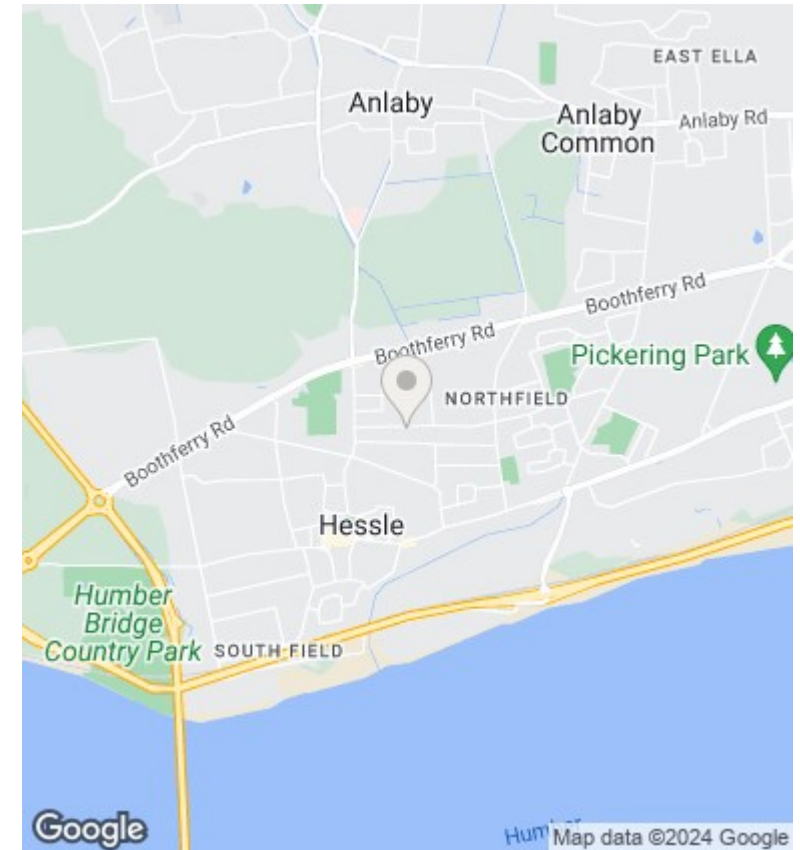 EAST ELLA
Anlaby
Anlaby
Common
Anlaby Rd
Boothferry Rd
Boothferry Rd
Pickering Park
NORTHFIELD
Boothferry Rd
Hessle
Humber
Bridge
Country Park
SOUTH FIELD
Google
Humber
Map data ©2024 Google